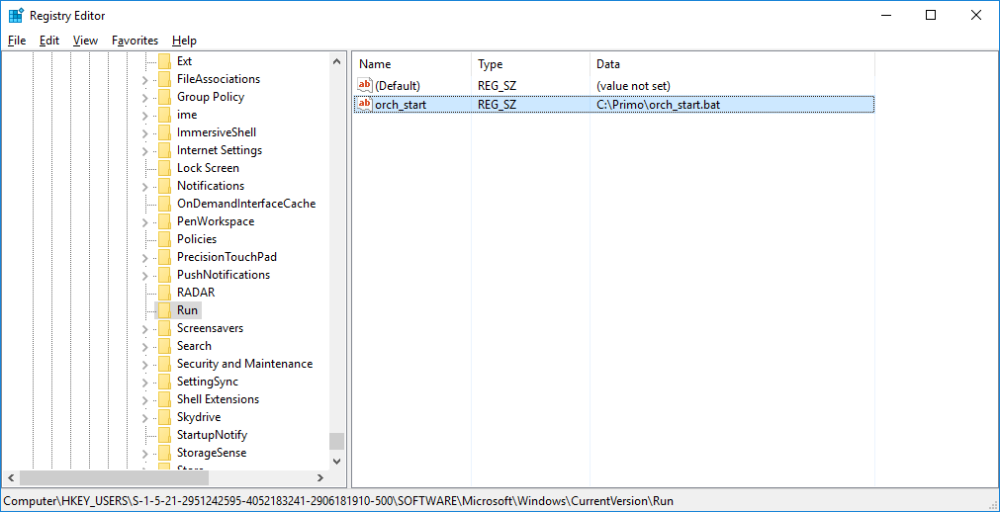 Registry Editor
File Edit View Favorites Help
Ext
FileAssociations
Group Policy
ime
ImmersiveShell
Internet Settings
Lock Screen
Notifications
OnDemandInterfaceCache
PenWorkspace
Policies
PrecisionTouchPad
PushNotifications
RADAR
Run
Screensavers
Search
Security and Maintenance
SettingSync
Shell Extensions
Skydrive
StartupNotify
StorageSense
Name Type Data
ab (Default) REG_SZ (value not set)
ab orch_start REG_SZ C:\Primo\orch_start.bat
Computer\HKEY_USERS\S-1-5-21-2951242595-4052183241-2906181910-500\SOFTWARE\Microsoft\Windows\CurrentVersion\Run